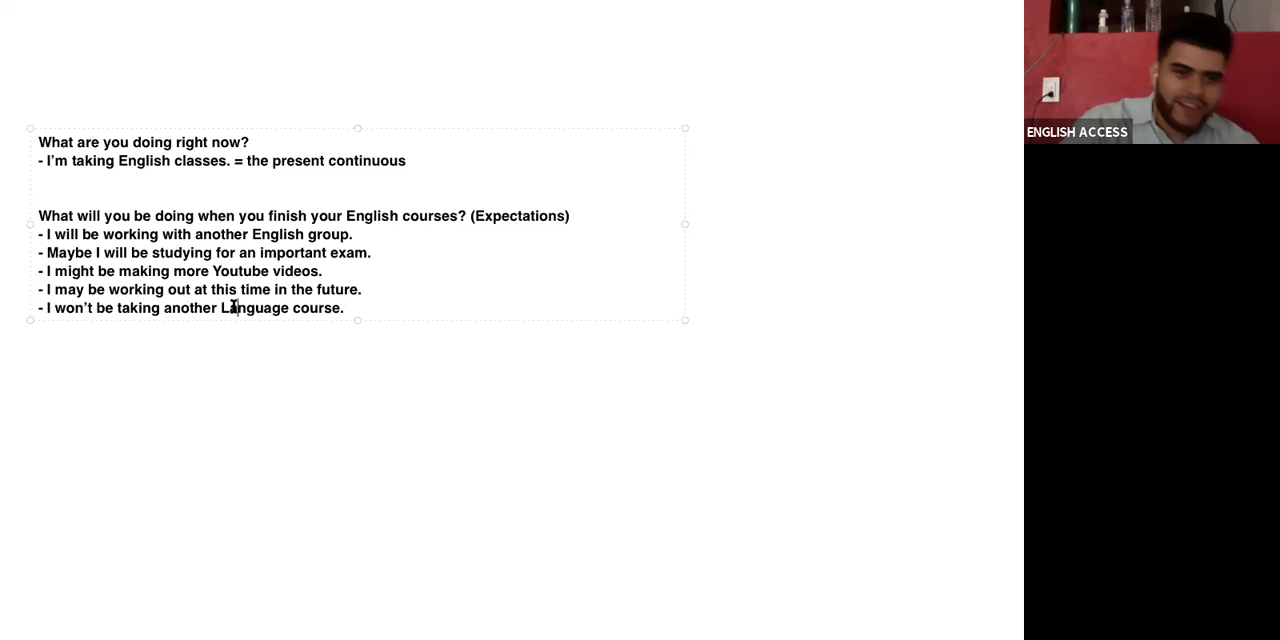 What are you doing right now?
- I'm taking English classes. = the present continuous
What will you be doing when you finish your English courses? (Expectations)
- I will be working with another English group.
- Maybe I will be studying for an important exam.
- I might be making more Youtube videos.
- I may be working out at this time in the future.
- I won't be taking another Language course.
ENGLISH ACCESS